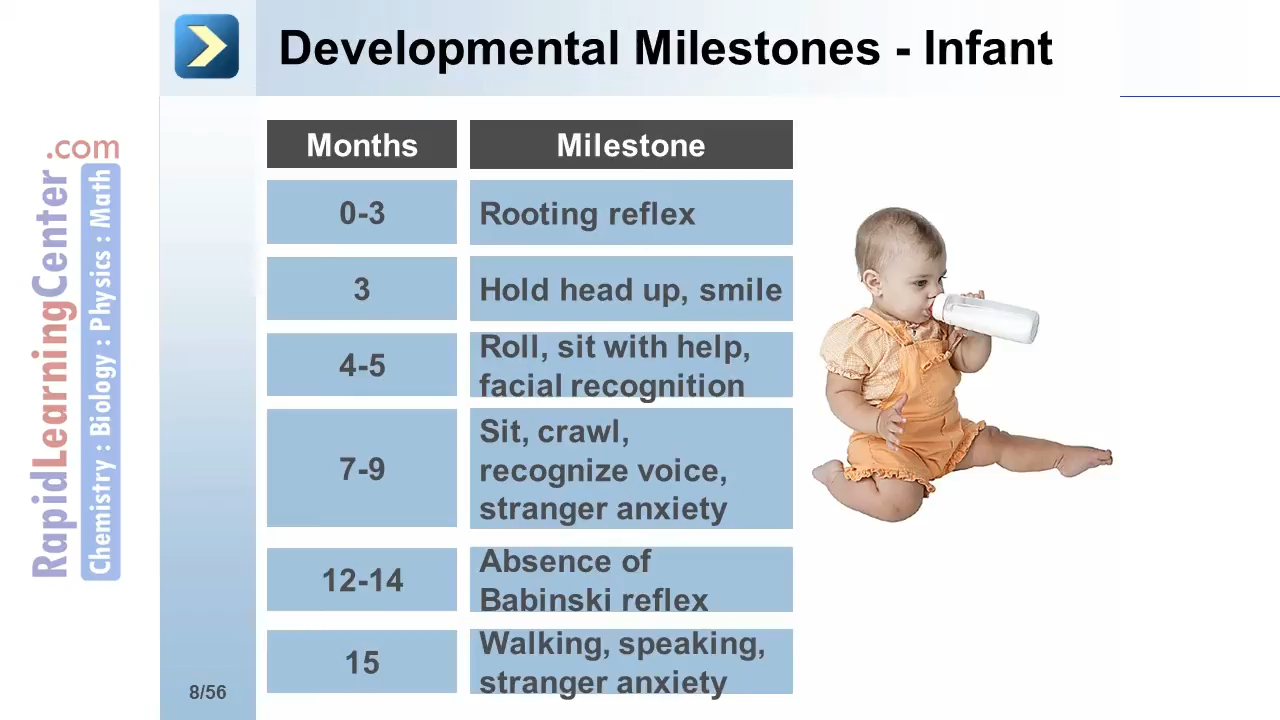 Developmental Milestones - Infant
Months Milestone
0-3 Rooting reflex
3 Hold head up, smile
4-5 Roll, sit with help,
facial recognition
7-9 Sit, crawl,
recognize voice,
stranger anxiety
12-14 Absence of
Babinski reflex
15 Walking, speaking,
stranger anxiety
8/56
RapidLearningCenter.com
Chemistry : Biology : Physics : Math